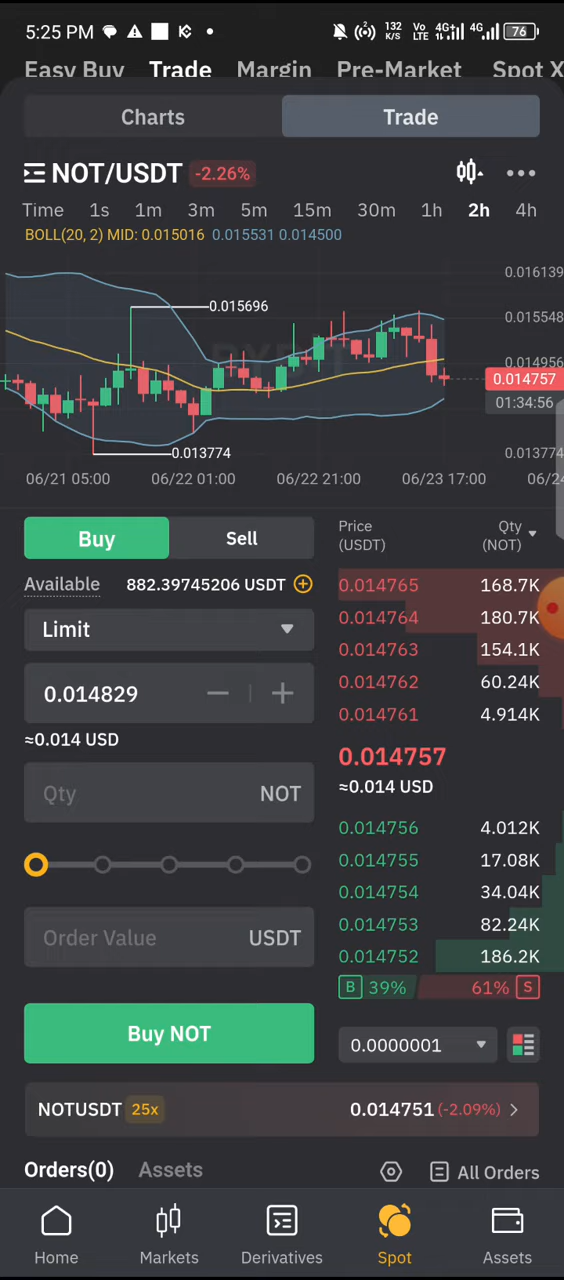 5:25 PM 132 K/S Vo LTE 4G+ 4G 76
Easy Buy Trade Margin Pre-Market Spot X
Charts Trade
NOT/USDT -2.26%
Time 1s 1m 3m 5m 15m 30m 1h 2h 4h
BOLL(20, 2) MID: 0.015016 0.015531 0.014500
0.016139
0.015696
0.015548
0.014956
0.014757
01:34:56
0.013774
0.013774
06/21 05:00 06/22 01:00 06/22 21:00 06/23 17:00 06/24
Buy Sell
Available 882.39745206 USDT
Limit
0.014829
≈0.014 USD
Qty NOT
Order Value USDT
Buy NOT
Price (USDT) Qty (NOT)
0.014765 168.7K
0.014764 180.7K
0.014763 154.1K
0.014762 60.24K
0.014761 4.914K
0.014757
≈0.014 USD
0.014756 4.012K
0.014755 17.08K
0.014754 34.04K
0.014753 82.24K
0.014752 186.2K
B 39% 61% S
0.0000001
NOTUSDT 25x 0.014751 (-2.09%)
Orders(0) Assets All Orders
Home Markets Derivatives Spot Assets